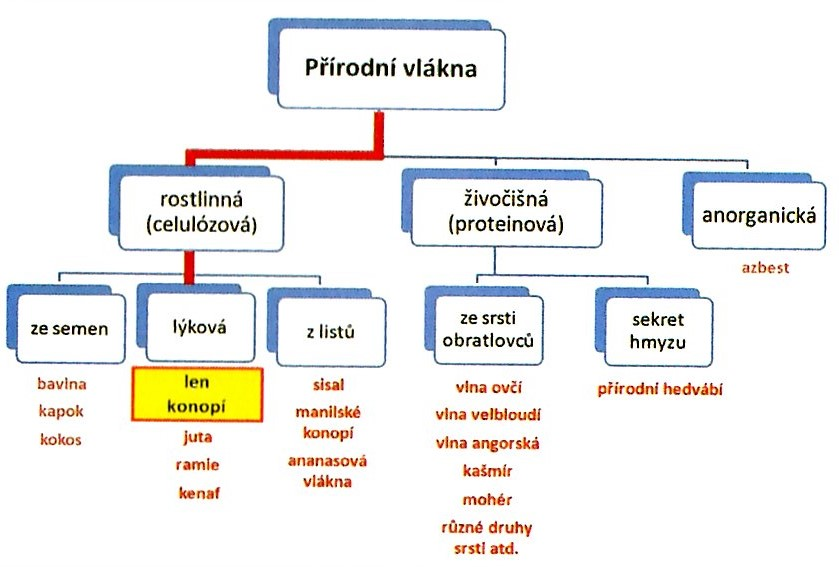 Přírodní vlákna
rostlinná
(celulózová)
živočišná
(proteinová)
anorganická
azbest
ze semen
bavlna
kapok
kokos
lýková
len
konopí
juta
ramie
kenaf
z listů
sisal
manilské
konopí
ananasová
vlákna
ze srsti
obratlovců
vlna ovčí
vlna velbloudí
vlna angorská
kašmír
mohér
různé druhy
srsti atd.
sekret
hmyzu
přírodní hedvábí